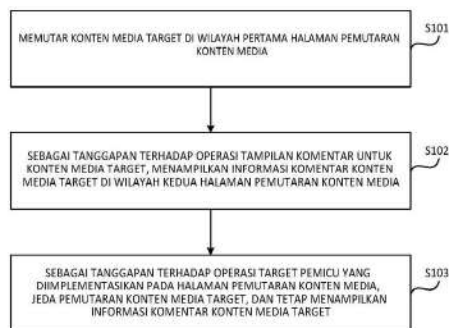 S101
MEMUTAR KONTEN MEDIA TARGET DI WILAYAH PERTAMA HALAMAN PEMUTARAN
KONTEN MEDIA
S102
SEBAGAI TANGGAPAN TERHADAP OPERASI TAMPILAN KOMENTAR UNTUK
KONTEN MEDIA TARGET, MENAMPILKAN INFORMASI KOMENTAR KONTEN
MEDIA TARGET DI WILAYAH KEDUA HALAMAN PEMUTARAN KONTEN MEDIA
S103
SEBAGAI TANGGAPAN TERHADAP OPERASI TARGET PEMICU YANG
DIIMPLEMENTASIKAN PADA HALAMAN PEMUTARAN KONTEN MEDIA,
JEDA PEMUTARAN KONTEN MEDIA TARGET, DAN TETAP MENAMPILKAN
INFORMASI KOMENTAR KONTEN MEDIA TARGET